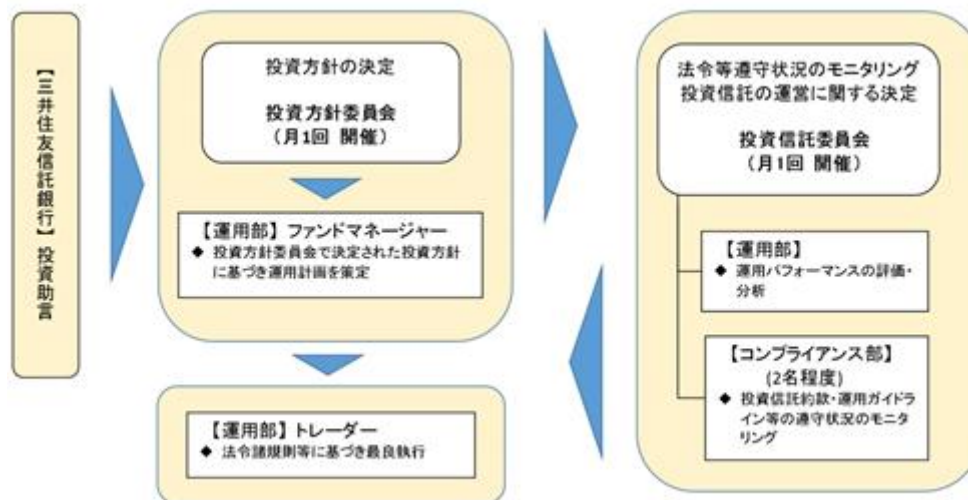 【三井住友信託銀行】投資助言
投資方針の決定
投資方針委員会
(月1回 開催)
【運用部】ファンドマネージャー
◆ 投資方針委員会で決定された投資方針
に基づき運用計画を策定
【運用部】トレーダー
◆ 法令諸規則等に基づき最良執行
法令等遵守状況のモニタリング
投資信託の運営に関する決定
投資信託委員会
(月1回 開催)
【運用部】
◆ 運用パフォーマンスの評価・
分析
【コンプライアンス部】
(2名程度)
◆ 投資信託約款・運用ガイドラ
イン等の遵守状況のモニタ
リング